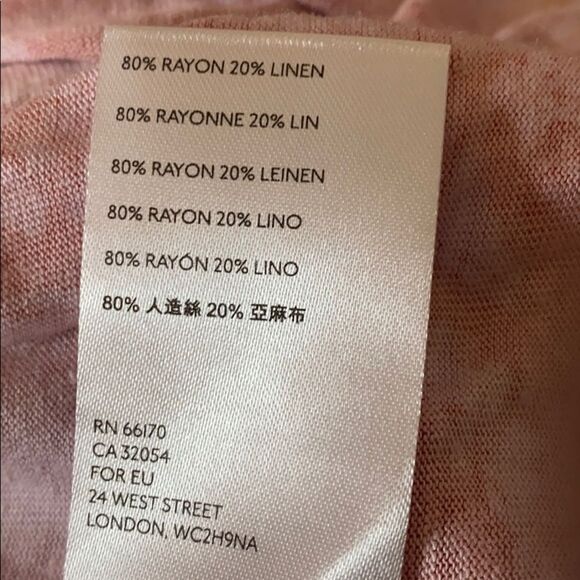 80% RAYON 20% LINEN
80% RAYONNE 20% LIN
80% RAYON 20% LEINEN
80% RAYON 20% LINO
80% RAYÓN 20% LINO
80% 人造絲 20% 亞麻布
RN 66170
CA 32054
FOR EU
24 WEST STREET
LONDON, WC2H9NA